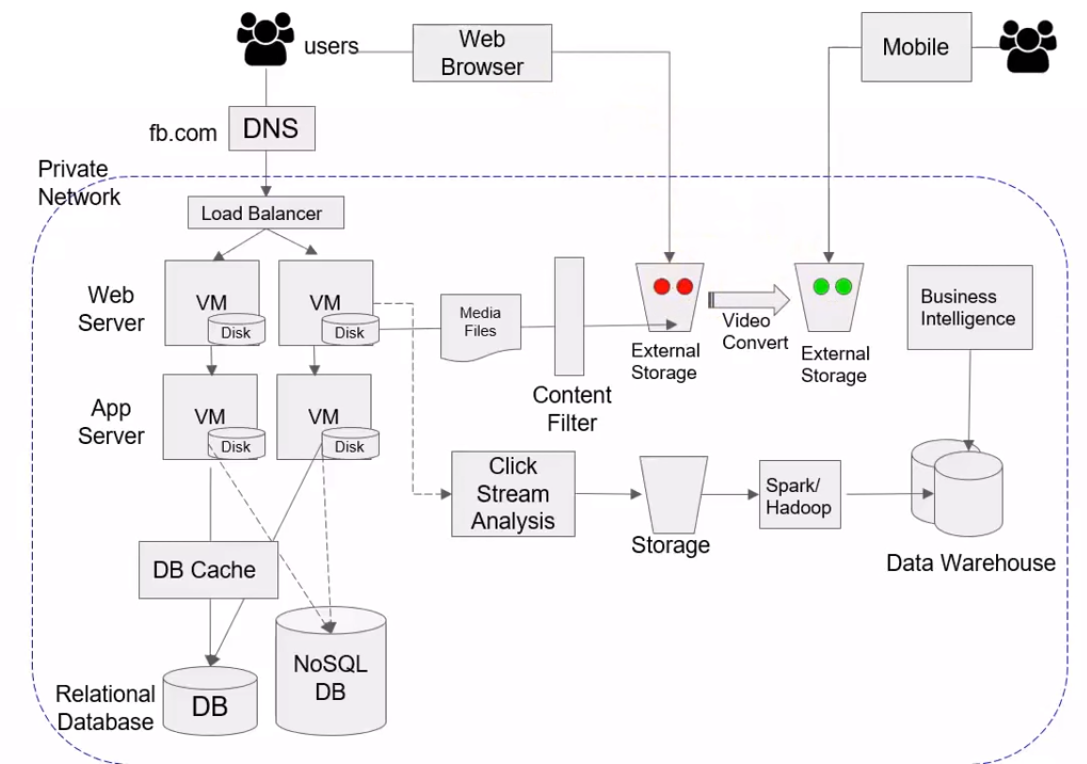 users
Web
Browser
Mobile
fb.com
DNS
Private
Network
Load Balancer
Web
Server
VM
Disk
VM
Disk
Media
Files
Content
Filter
External
Storage
Video
Convert
External
Storage
Business
Intelligence
App
Server
VM
Disk
VM
Disk
Click
Stream
Analysis
Storage
Spark/
Hadoop
Data Warehouse
DB Cache
Relational
Database
DB
NoSQL
DB